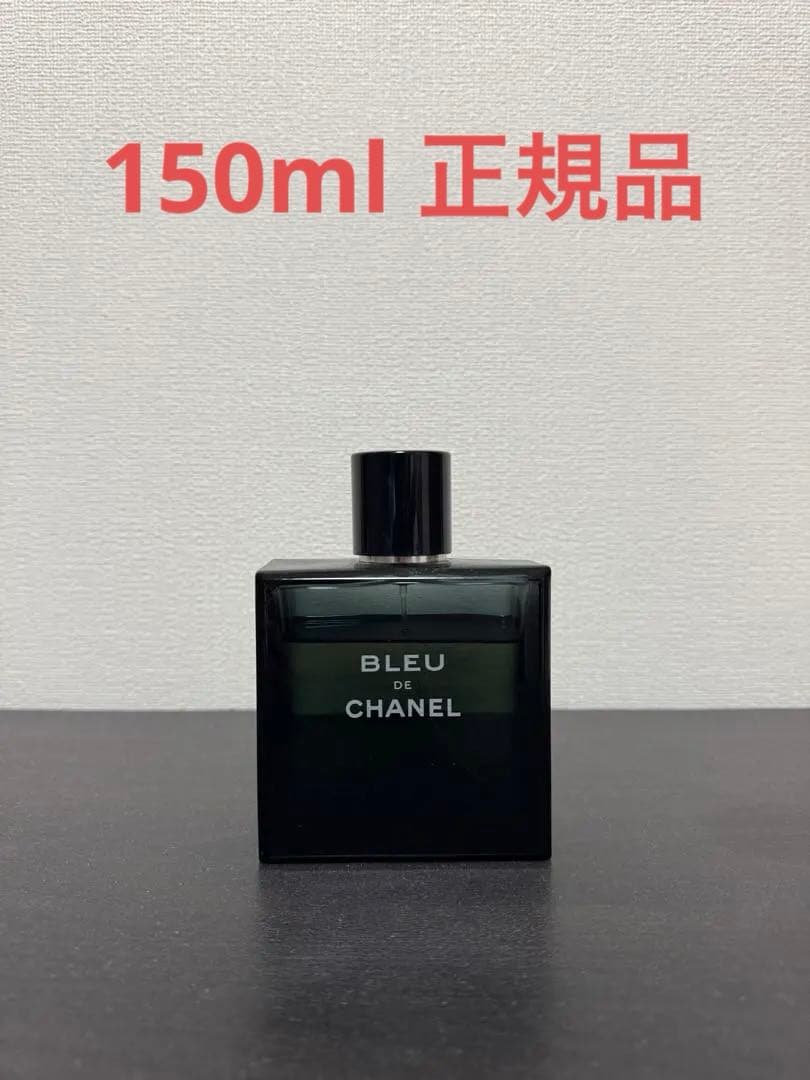 150ml 正規品
BLEU
DE
CHANEL